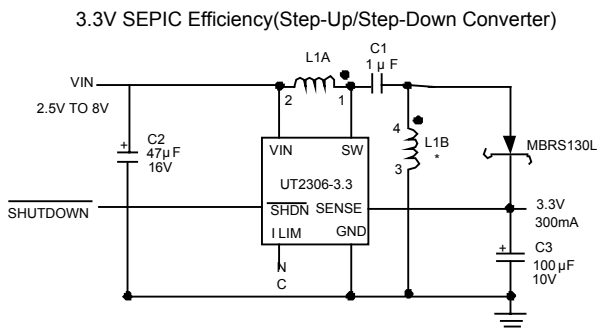 3.3V SEPIC Efficiency(Step-Up/Step-Down Converter)
L1A
C1
1 μ F
VIN
2.5V TO 8V
2
1
4
L1B
*
3
MBRS130L
C2
47μF
16V
+
VIN
SW
UT2306-3.3
SHUTDOWN
SHDN SENSE
3.3V
300mA
I LIM
GND
N
C
+
C3
100μF
10V